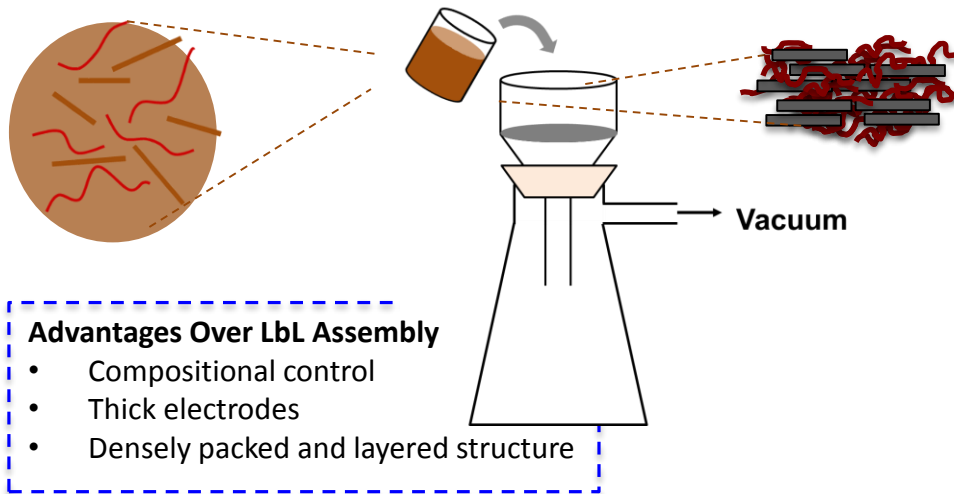 Vacuum
Advantages Over LbL Assembly
• Compositional control
• Thick electrodes
• Densely packed and layered structure